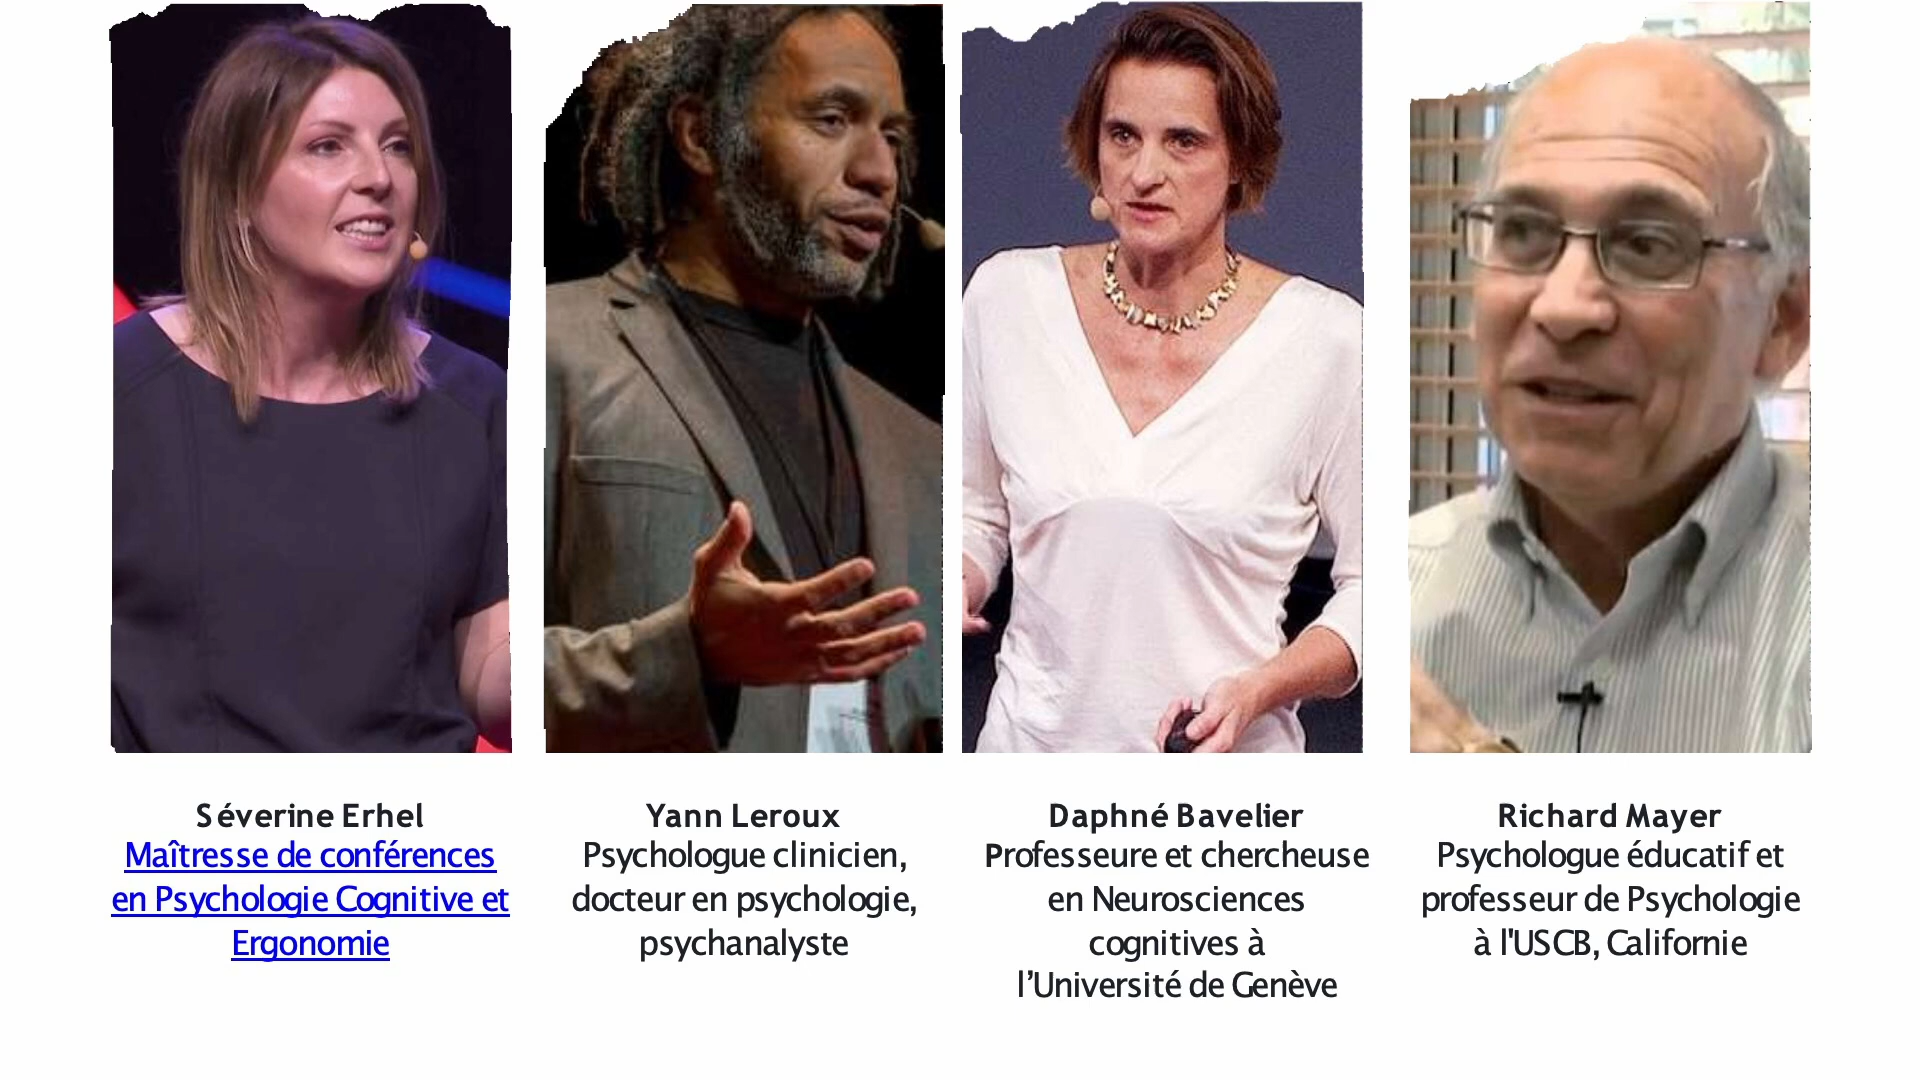 Séverine Erhel
Maîtresse de conférences
en Psychologie Cognitive et
Ergonomie
Yann Leroux
Psychologue clinicien,
docteur en psychologie,
psychanalyste
Daphné Bavelier
Professeure et chercheuse
en Neurosciences
cognitives à
l’Université de Genève
Richard Mayer
Psychologue éducatif et
professeur de Psychologie
à l'USCB, Californie